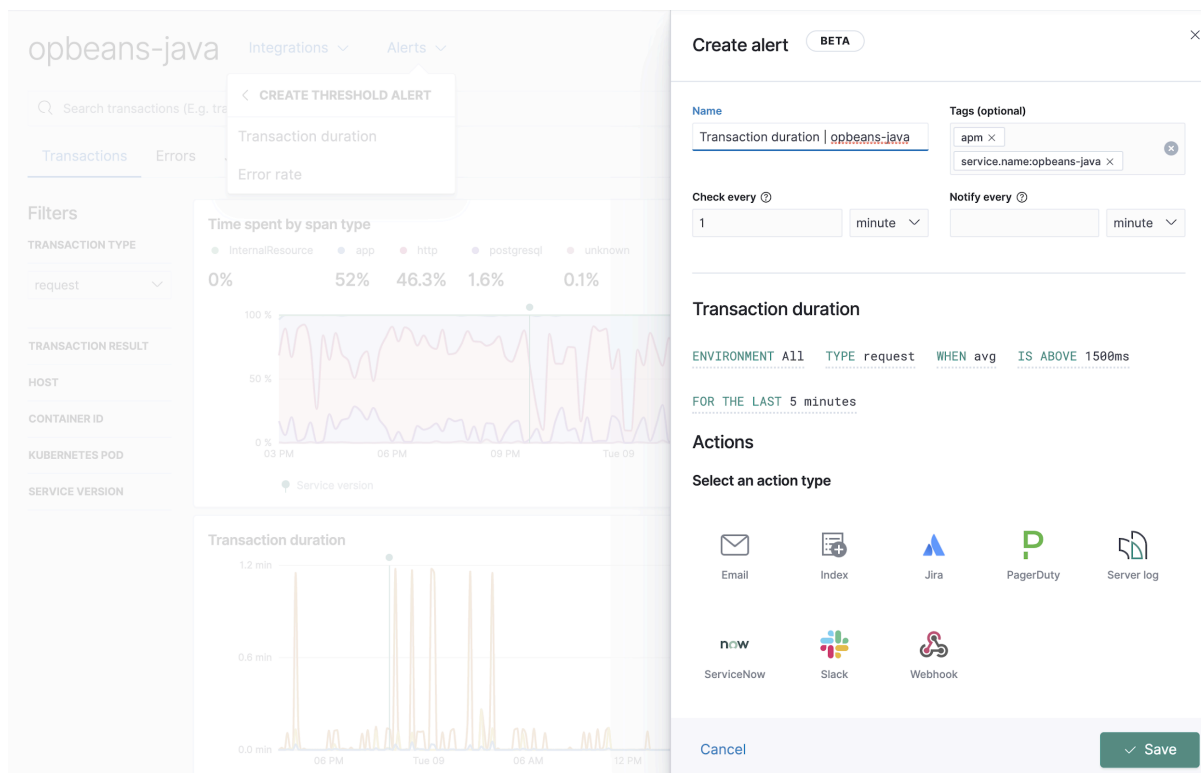 opbeans-java Integrations Alerts
CREATE THRESHOLD ALERT
Search transactions (E.g. tra
Transaction duration
Transactions Errors
Error rate
Filters
TRANSACTION TYPE
request
TRANSACTION RESULT
HOST
CONTAINER ID
KUBERNETES POD
SERVICE VERSION
Time spent by span type
InternalResource app http postgresql unknown
0% 52% 46.3% 1.6% 0.1%
100 %
50 %
0 %
03 PM 06 PM 09 PM Tue 09
Service version
Transaction duration
1.2 min
0.6 min
0.0 min
06 PM Tue 09 06 AM 12 PM
Create alert BETA
Name Tags (optional)
Transaction duration | opbeans-java
apm
service.name:opbeans-java
Check every Notify every
1 minute minute
Transaction duration
ENVIRONMENT All TYPE request WHEN avg IS ABOVE 1500ms
FOR THE LAST 5 minutes
Actions
Select an action type
Email Index Jira PagerDuty Server log
now
ServiceNow Slack Webhook
Cancel Save